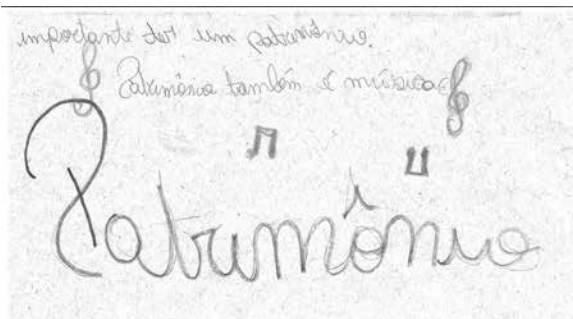 importante ter um patrimônio.
Patrimônio também é música
Patrimônio